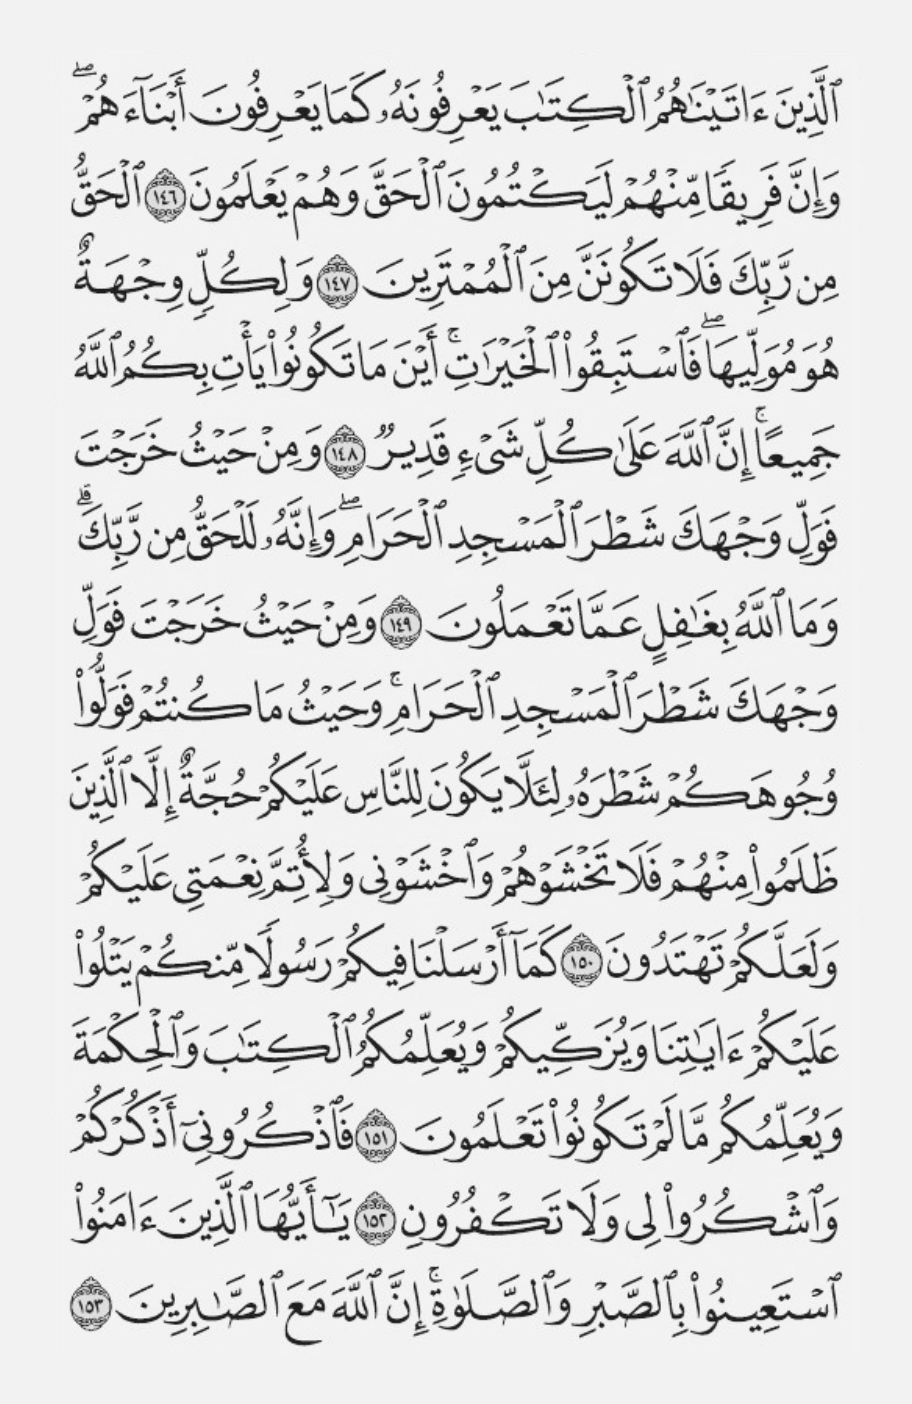 ٱلَّذِينَ ءَاتَيْنَٰهُمُ ٱلْكِتَٰبَ يَعْرِفُونَهُۥ كَمَا يَعْرِفُونَ أَبْنَآءَهُمْۖ
وَإِنَّ فَرِيقًا مِّنْهُمْ لَيَكْتُمُونَ ٱلْحَقَّ وَهُمْ يَعْلَمُونَ ١٤٦ ٱلْحَقُّ
مِن رَّبِّكَ فَلَا تَكُونَنَّ مِنَ ٱلْمُمْتَرِينَ ١٤٧ وَلِكُلٍّ وِجْهَةٌ
هُوَ مُوَلِّيهَاۖ فَٱسْتَبِقُوا۟ ٱلْخَيْرَٰتِۚ أَيْنَ مَا تَكُونُوا۟ يَأْتِ بِكُمُ ٱللَّهُ
جَمِيعًاۚ إِنَّ ٱللَّهَ عَلَىٰ كُلِّ شَىْءٍ قَدِيرٌ ١٤٨ وَمِنْ حَيْثُ خَرَجْتَ
فَوَلِّ وَجْهَكَ شَطْرَ ٱلْمَسْجِدِ ٱلْحَرَامِۖ وَإِنَّهُۥ لَلْحَقُّ مِن رَّبِّكَۗ
وَمَا ٱللَّهُ بِغَٰفِلٍ عَمَّا تَعْمَلُونَ ١٤٩ وَمِنْ حَيْثُ خَرَجْتَ فَوَلِّ
وَجْهَكَ شَطْرَ ٱلْمَسْجِدِ ٱلْحَرَامِۚ وَحَيْثُ مَا كُنتُمْ فَوَلُّوا۟
وُجُوهَكُمْ شَطْرَهُۥ لِئَلَّا يَكُونَ لِلنَّاسِ عَلَيْكُمْ حُجَّةٌ إِلَّا ٱلَّذِينَ
ظَلَمُوا۟ مِنْهُمْ فَلَا تَخْشَوْهُمْ وَٱخْشَوْنِى وَلِأُتِمَّ نِعْمَتِى عَلَيْكُمْ
وَلَعَلَّكُمْ تَهْتَدُونَ ١٥٠ كَمَآ أَرْسَلْنَا فِيكُمْ رَسُولًا مِّنكُمْ يَتْلُوا۟
عَلَيْكُمْ ءَايَٰتِنَا وَيُزَكِّيكُمْ وَيُعَلِّمُكُمُ ٱلْكِتَٰبَ وَٱلْحِكْمَةَ
وَيُعَلِّمُكُم مَّا لَمْ تَكُونُوا۟ تَعْلَمُونَ ١٥١ فَٱذْكُرُونِىٓ أَذْكُرْكُمْ
وَٱشْكُرُوا۟ لِى وَلَا تَكْفُرُونِ ١٥٢ يَٰٓأَيُّهَا ٱلَّذِينَ ءَامَنُوا۟
ٱسْتَعِينُوا۟ بِٱلصَّبْرِ وَٱلصَّلَوٰةِۚ إِنَّ ٱللَّهَ مَعَ ٱلصَّٰبِرِينَ ١٥٣